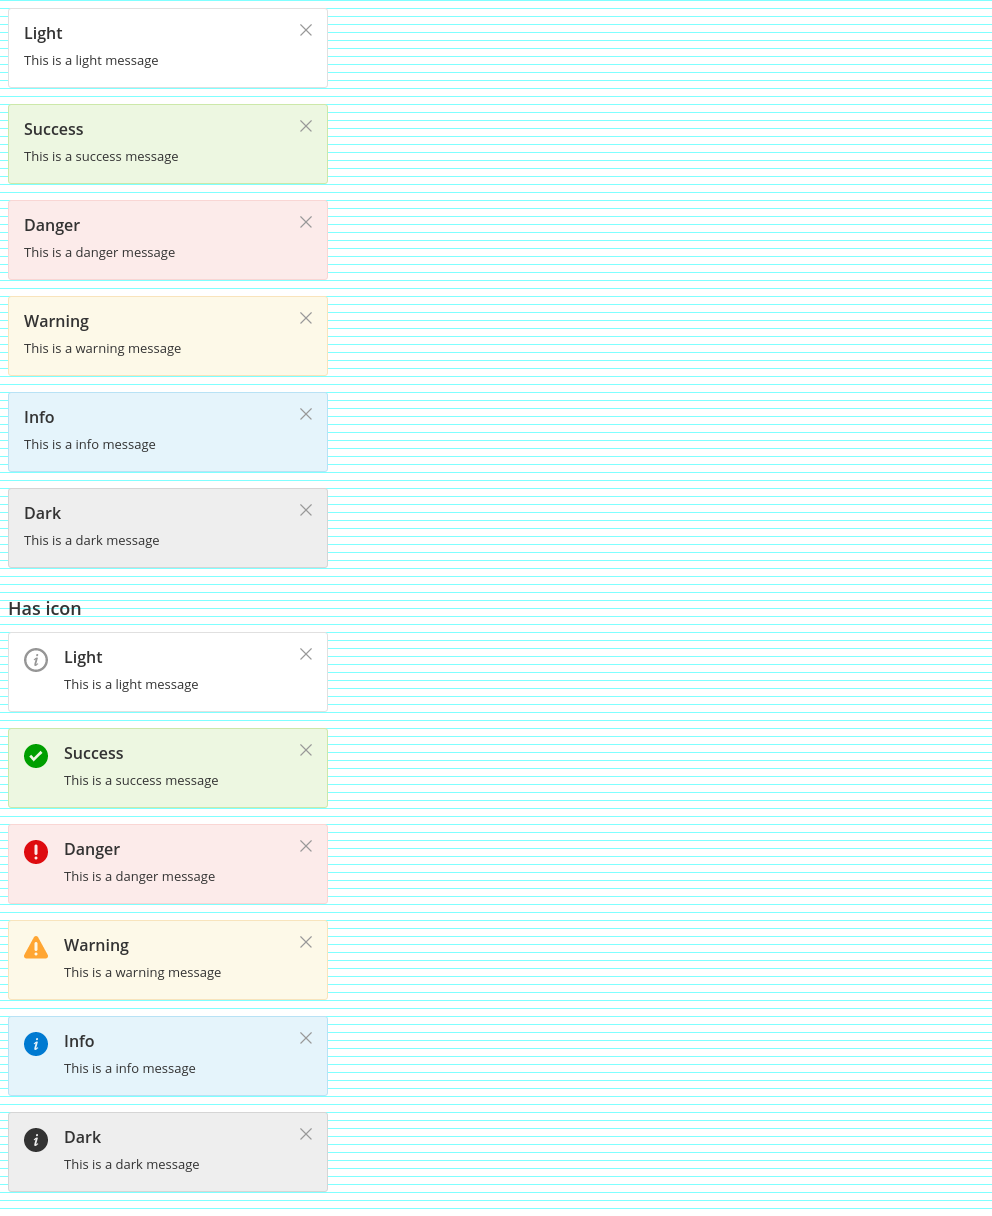 Light
This is a light message
Success
This is a success message
Danger
This is a danger message
Warning
This is a warning message
Info
This is a info message
Dark
This is a dark message
Has icon
Light
This is a light message
Success
This is a success message
Danger
This is a danger message
Warning
This is a warning message
Info
This is a info message
Dark
This is a dark message